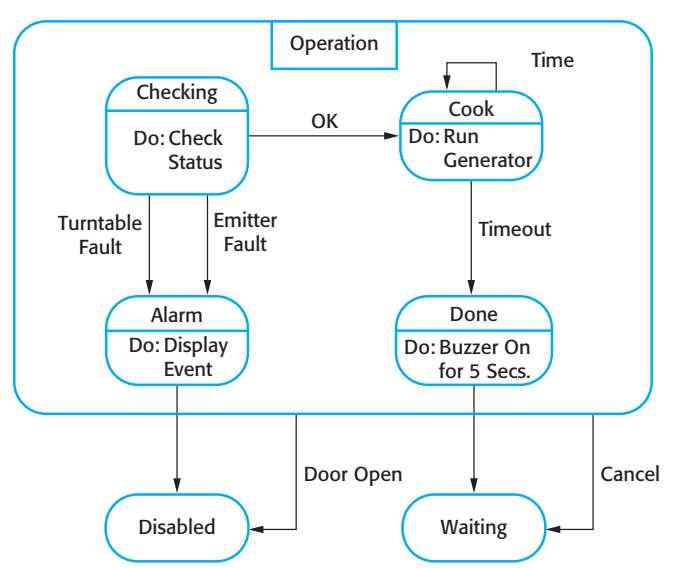 Operation
Time
Checking
Do: Check
Status
OK
Cook
Do: Run
Generator
Turntable
Fault
Emitter
Fault
Timeout
Alarm
Do: Display
Event
Done
Do: Buzzer On
for 5 Secs.
Door Open
Cancel
Disabled
Waiting